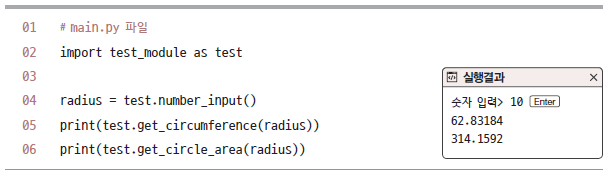 01 # main.py 파일
02 import test_module as test
03
04 radius = test.number_input()
05 print(test.get_circumference(radius))
06 print(test.get_circle_area(radius))
실행결과 ×
숫자 입력> 10 Enter
62.83184
314.1592